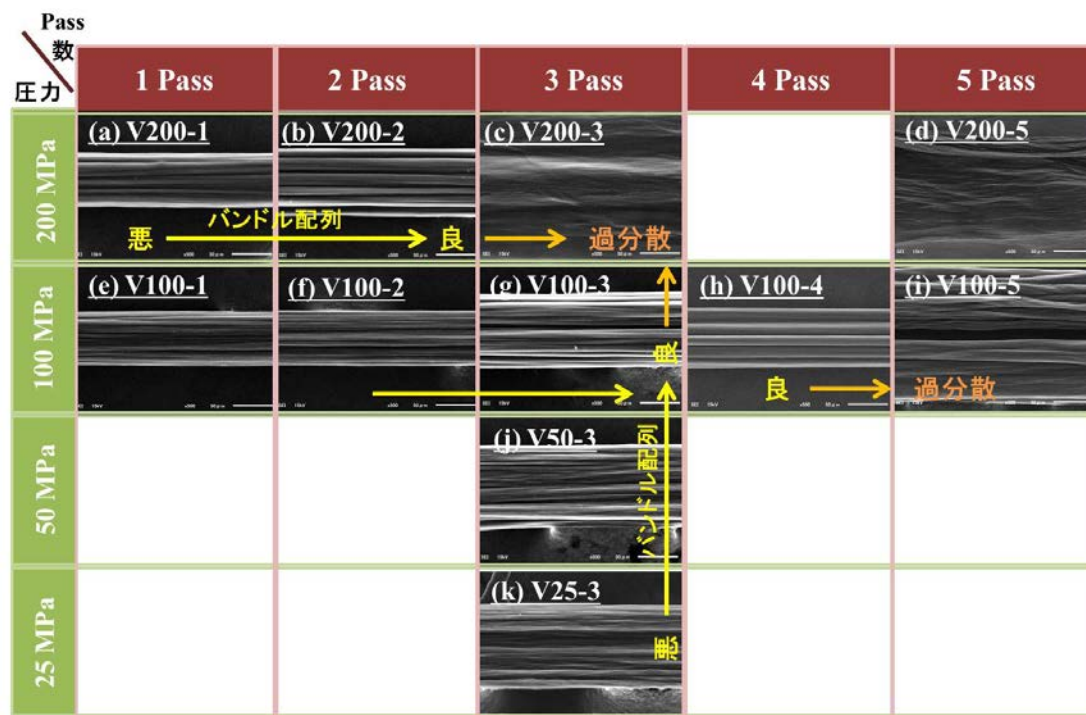 Pass
数
圧力
1 Pass
2 Pass
3 Pass
4 Pass
5 Pass
200 MPa
(a) V200-1
(b) V200-2
(c) V200-3
(d) V200-5
バンドル配列
悪
良
過分散
100 MPa
(e) V100-1
(f) V100-2
(g) V100-3
(h) V100-4
(i) V100-5
良
良
過分散
50 MPa
(j) V50-3
バンドル配列
25 MPa
(k) V25-3
悪